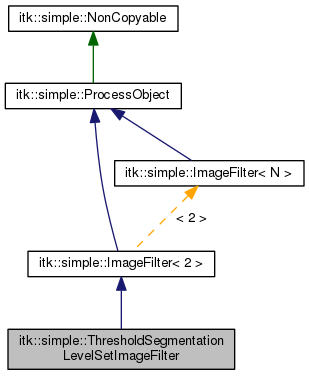 itk::simple::NonCopyable
itk::simple::ProcessObject
itk::simple::ImageFilter< N >
< 2 >
itk::simple::ImageFilter< 2 >
itk::simple::ThresholdSegmentation
LevelSetImageFilter